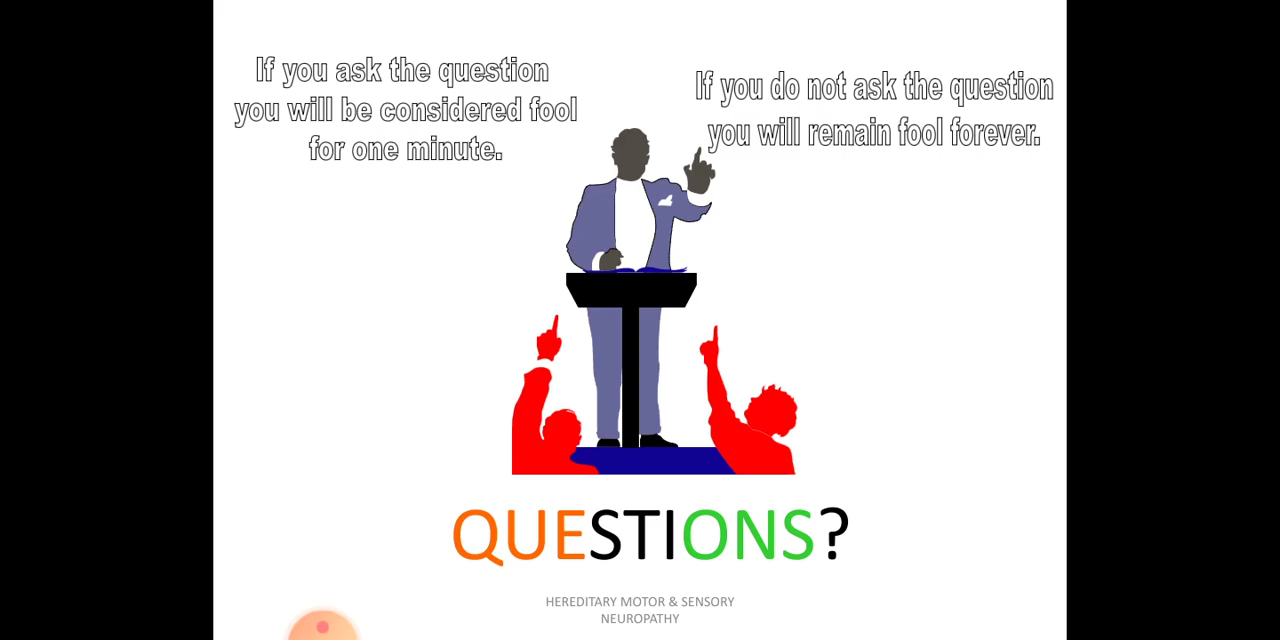 If you ask the question
you will be considered fool
for one minute.
If you do not ask the question
you will remain fool forever.
QUESTIONS?
HEREDITARY MOTOR & SENSORY
NEUROPATHY